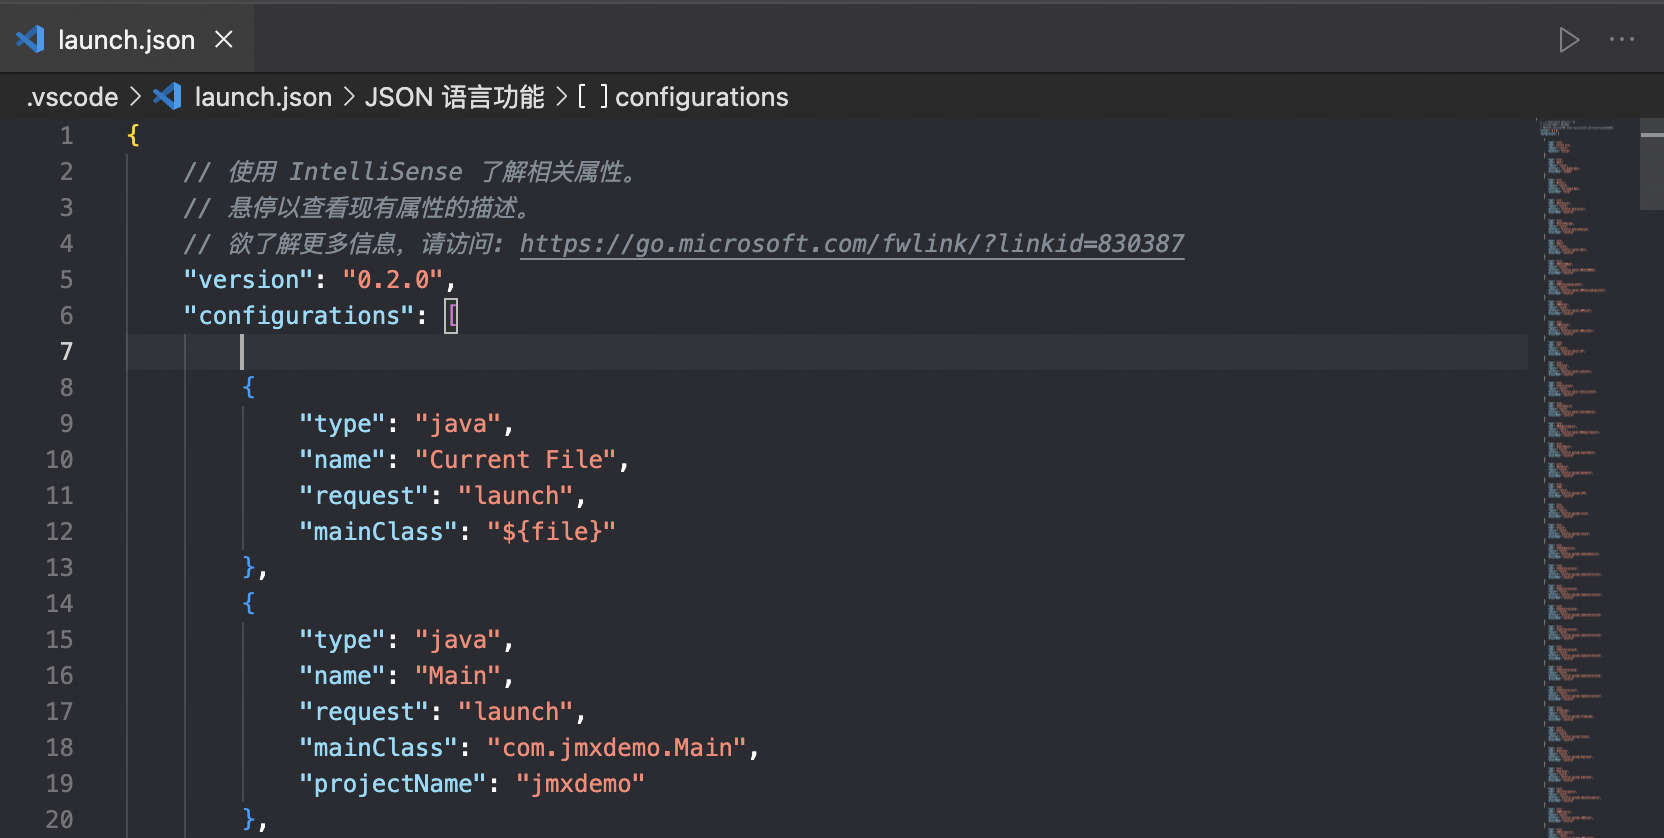 launch.json
.vscode > launch.json > JSON 语言功能 > [ ] configurations
1 {
2 // 使用 IntelliSense 了解相关属性。
3 // 悬停以查看现有属性的描述。
4 // 欲了解更多信息，请访问: https://go.microsoft.com/fwlink/?linkid=830387
5 "version": "0.2.0",
6 "configurations": [
7
8 {
9 "type": "java",
10 "name": "Current File",
11 "request": "launch",
12 "mainClass": "${file}"
13 },
14 {
15 "type": "java",
16 "name": "Main",
17 "request": "launch",
18 "mainClass": "com.jmxdemo.Main",
19 "projectName": "jmxdemo"
20 },